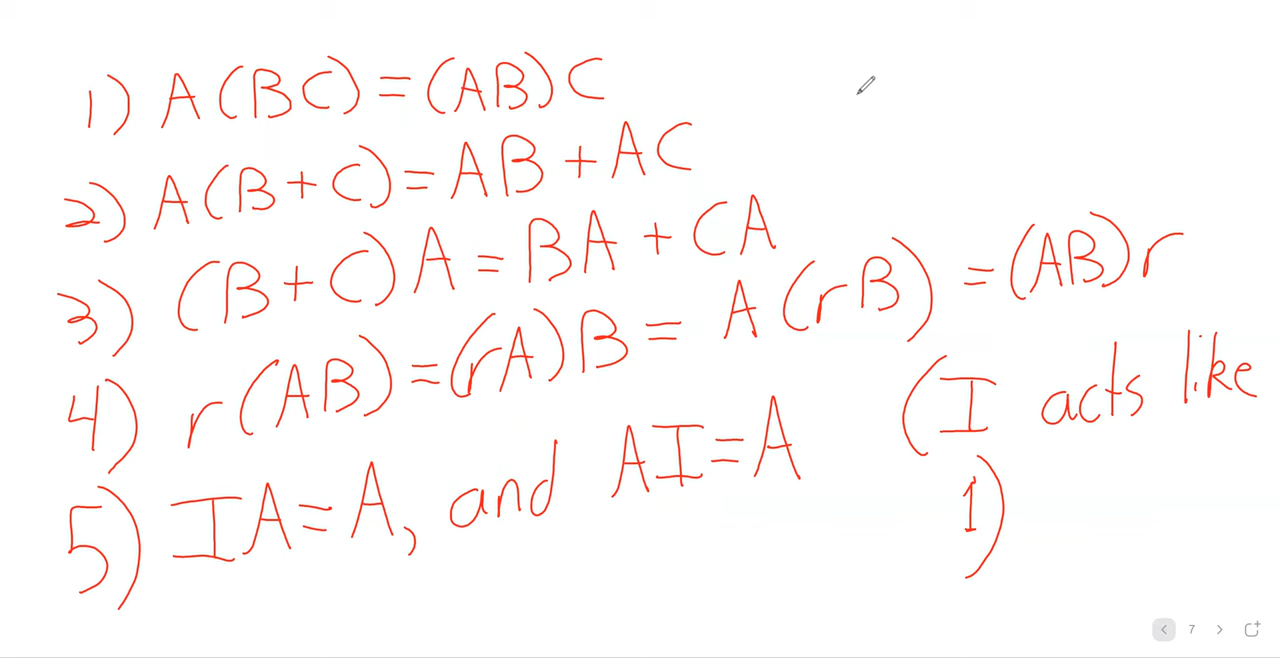 1) A(BC) = (AB)C
2) A(B+C) = AB + AC
3) (B+C)A = BA + CA
4) r(AB) = (rA)B = A(rB) = (AB)r
5) IA = A, and AI = A (I acts like
1)
< 7 >